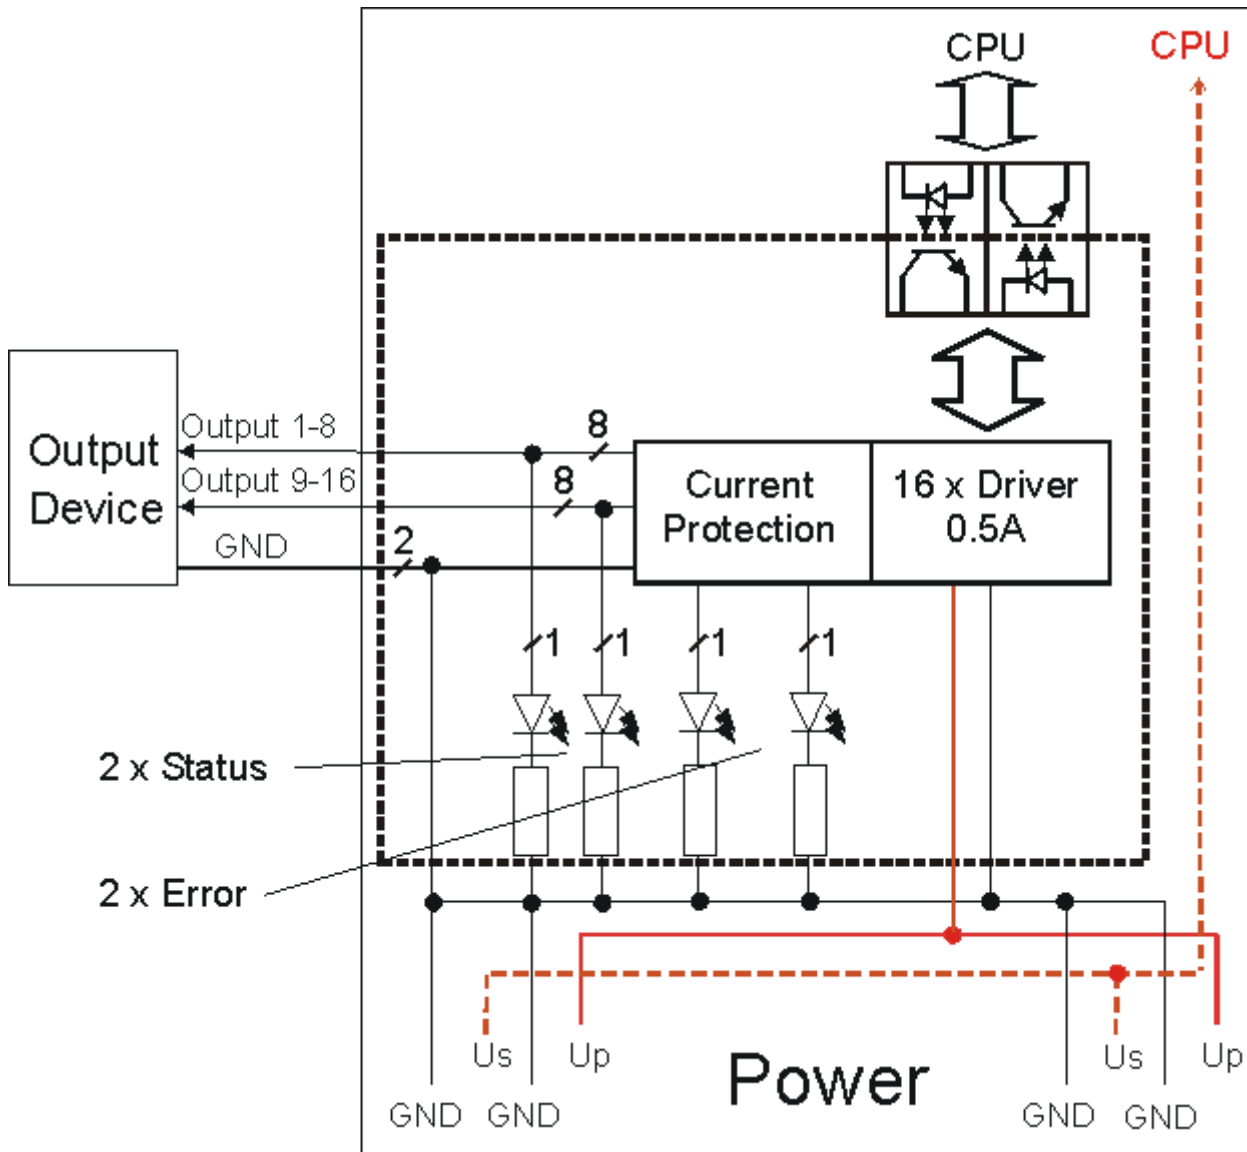 CPU CPU
Output 1-8
8
Output
Device
Output 9-16
8
GND
2
Current
Protection
16 x Driver
0.5A
1 1 1 1
2 x Status
2 x Error
Us Up Us Up
Power
GND GND GND GND